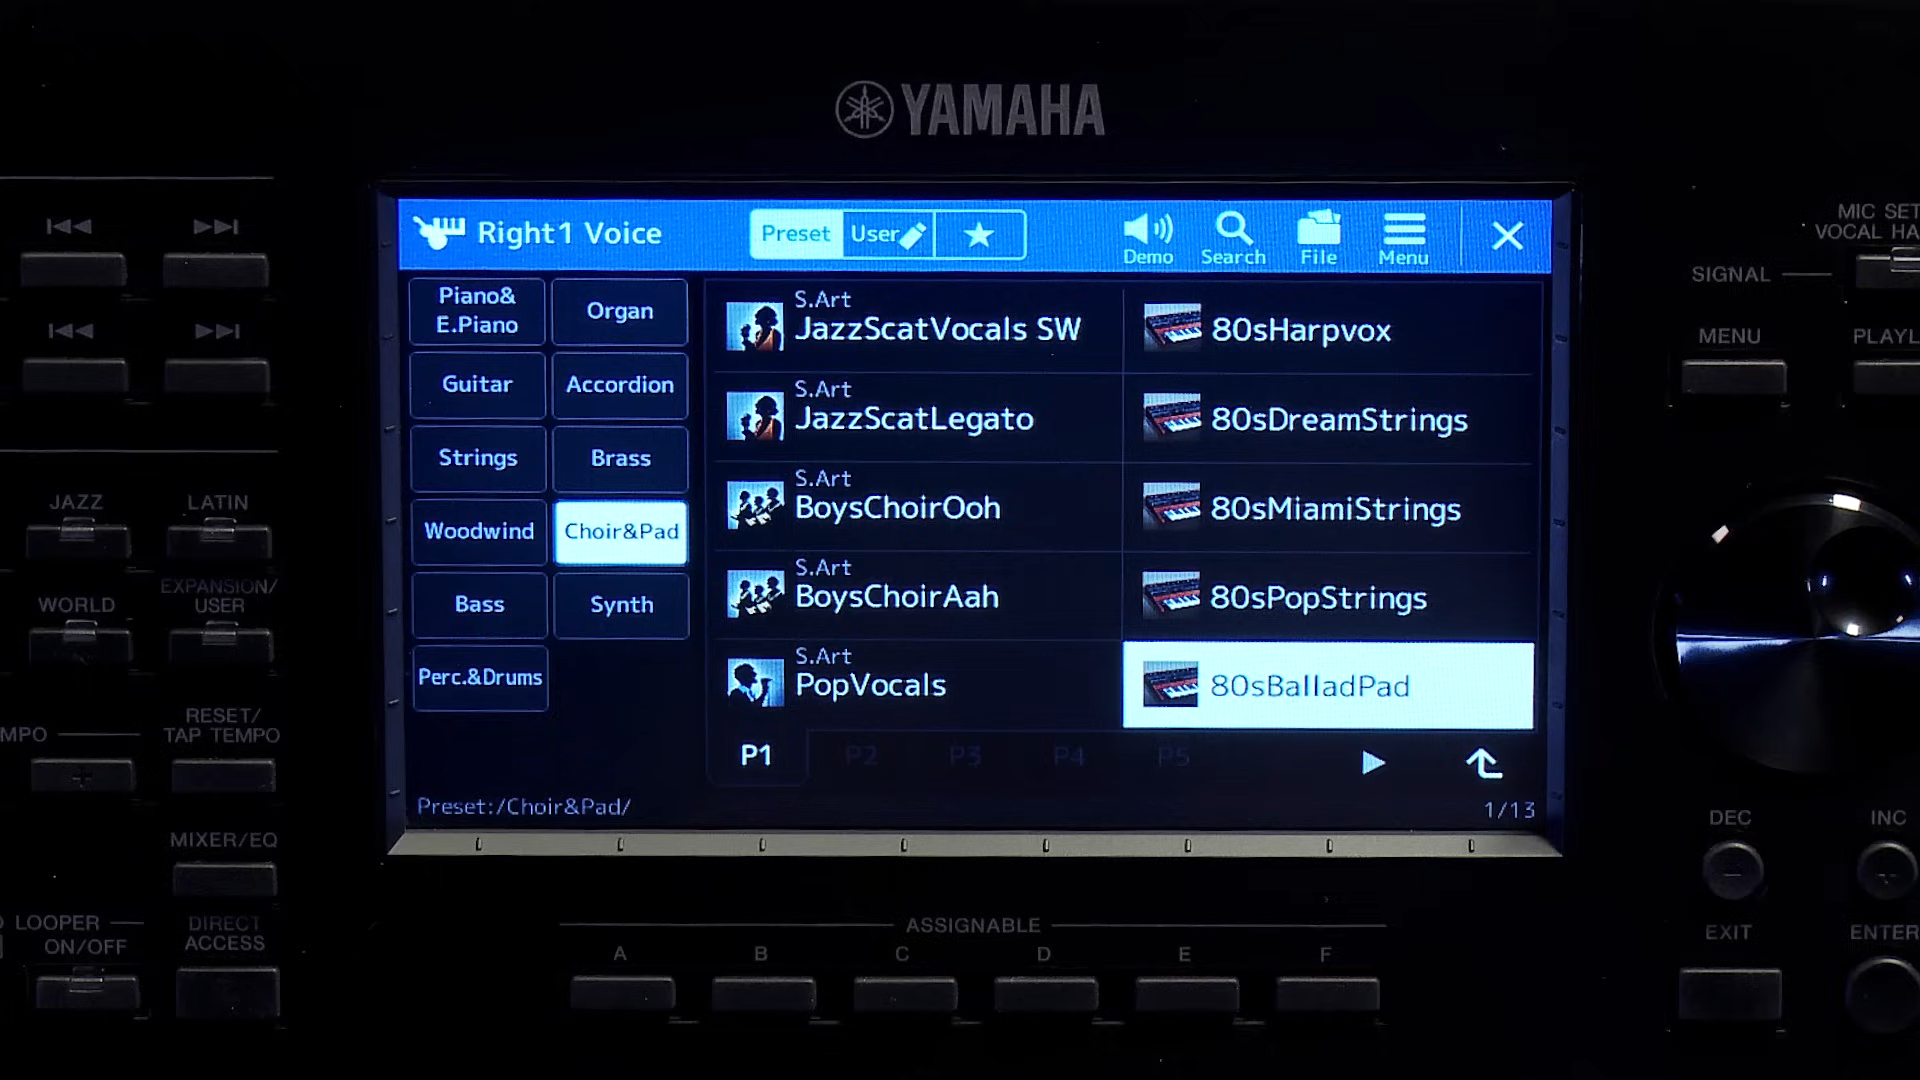 YAMAHA
Right1 Voice
Preset
User
Demo
Search
File
Menu
Piano&
E.Piano
Organ
Guitar
Accordion
Strings
Brass
Woodwind
Choir&Pad
Bass
Synth
Perc.&Drums
S.Art
JazzScatVocals SW
80sHarpvox
S.Art
JazzScatLegato
80sDreamStrings
S.Art
BoysChoirOoh
80sMiamiStrings
S.Art
BoysChoirAah
80sPopStrings
S.Art
PopVocals
80sBalladPad
P1
P2
P3
P4
P5
Preset:/Choir&Pad/
1/13
JAZZ
LATIN
WORLD
EXPANSION/
USER
MPO
RESET/
TAP TEMPO
MIXER/EQ
LOOPER
ON/OFF
DIRECT
ACCESS
ASSIGNABLE
A
B
C
D
E
F
MIC SET
VOCAL HA
SIGNAL
MENU
PLAYL
DEC
INC
EXIT
ENTER